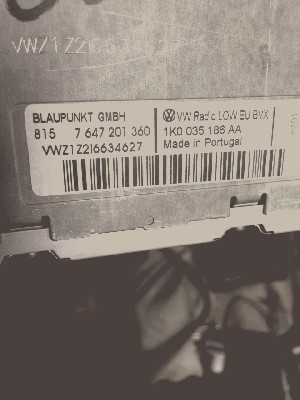 VWZ1Z2I6634627
BLAUPUNKT GMBH
815 7 647 201 360
VWZ1Z2I6634627
VW Radio LOW EU BVX
1K0 035 186 AA
Made in Portugal